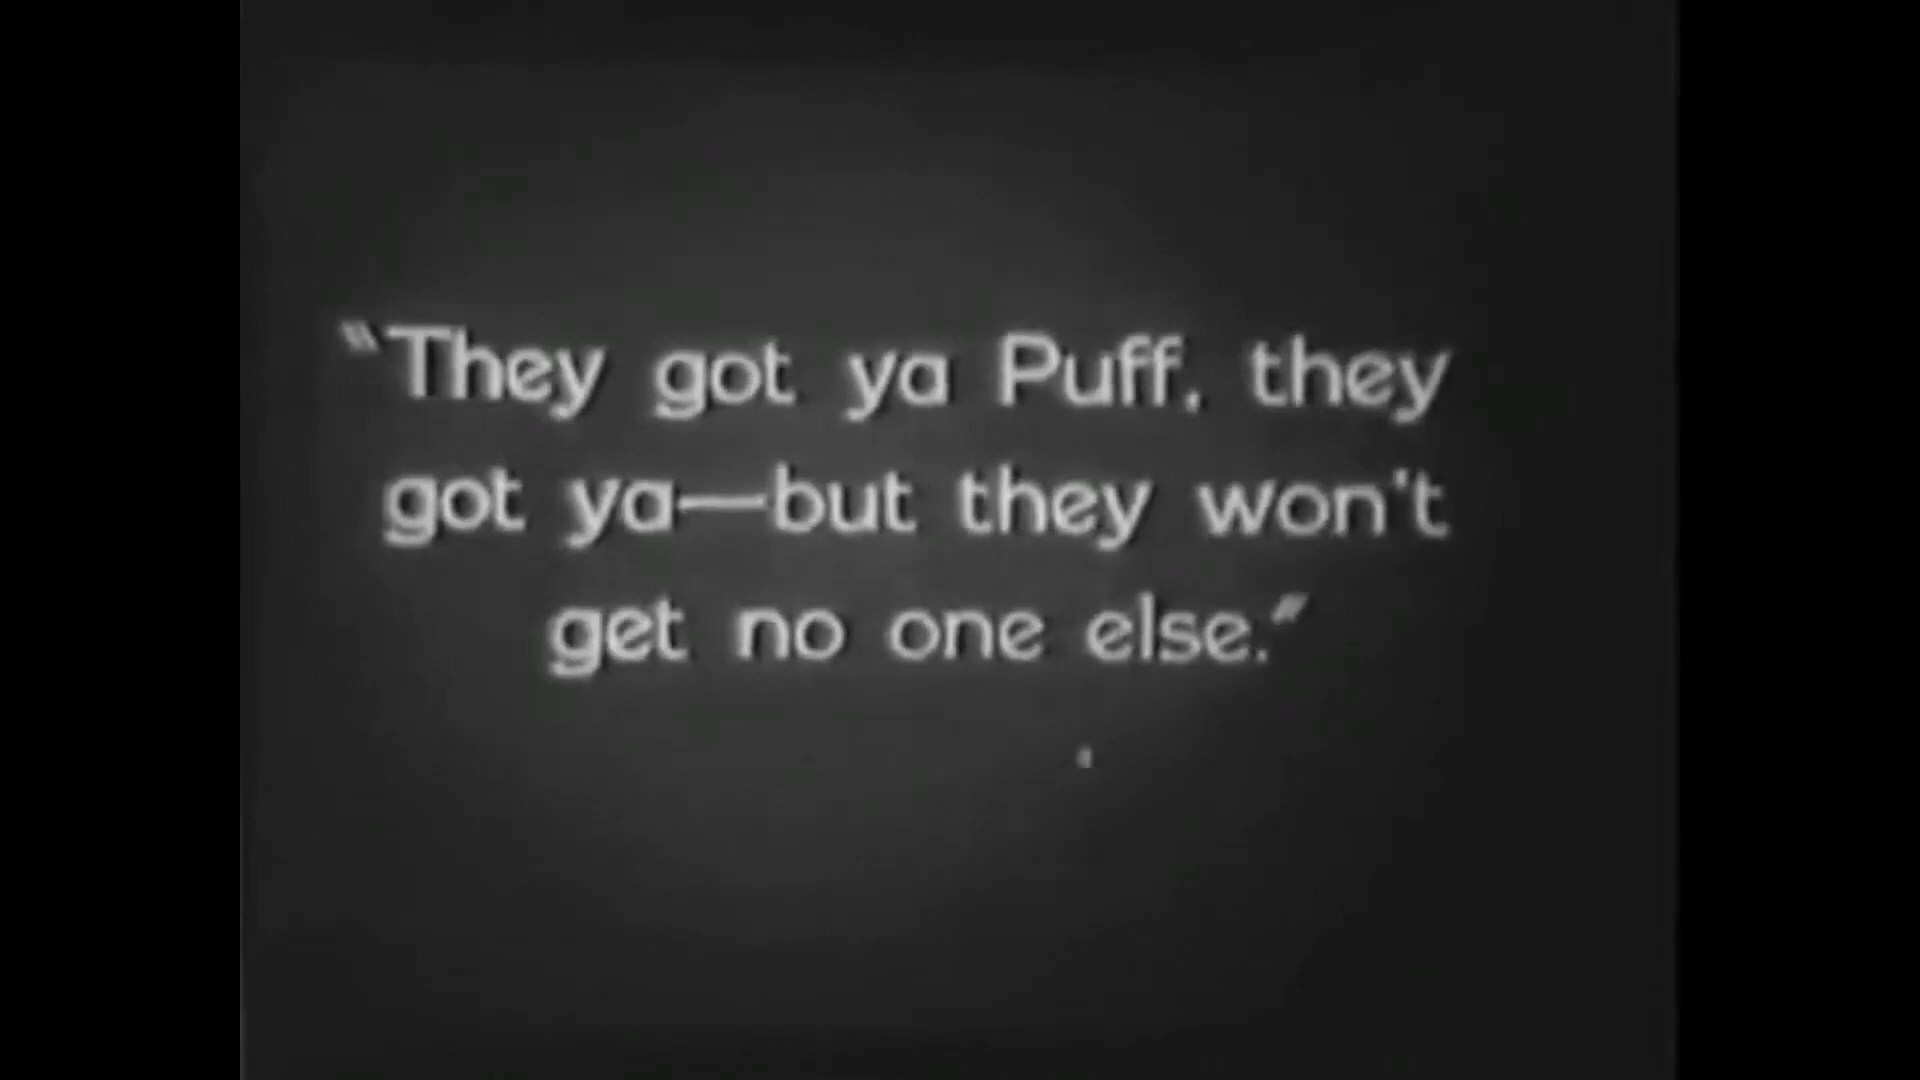 "They got ya Puff, they
got ya—but they won't
get no one else."